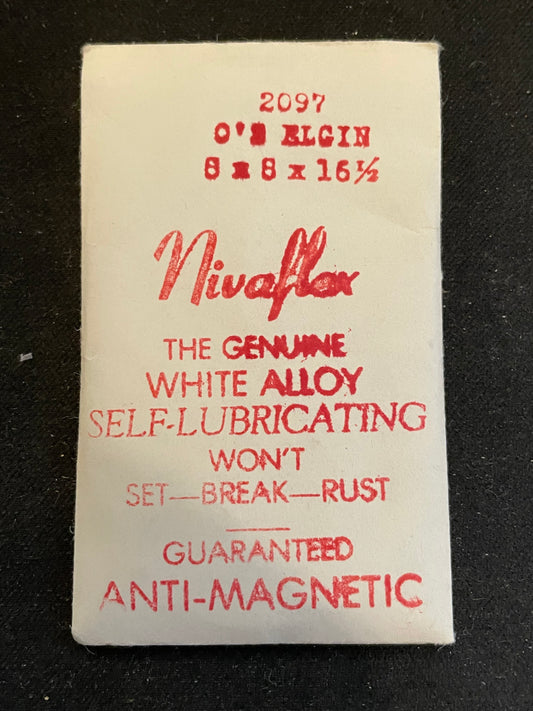 2097
O'S ELGIN
8 x 8 x 16½
Nivaflex
THE GENUINE
WHITE ALLOY
SELF-LUBRICATING
WON'T
SET—BREAK—RUST
GUARANTEED
ANTI-MAGNETIC